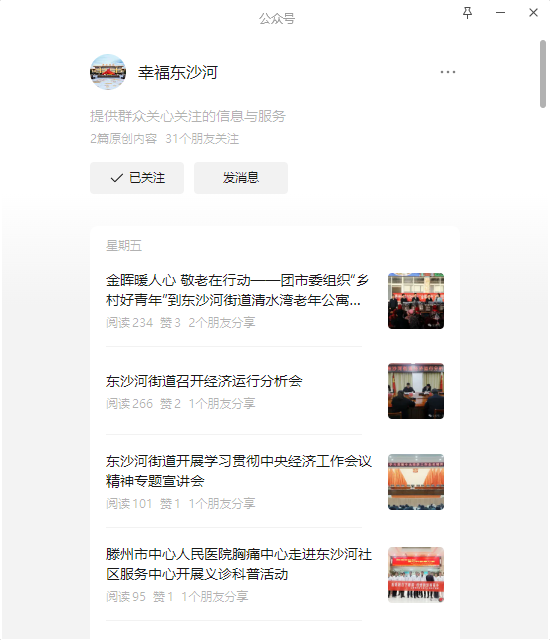 公众号
幸福东沙河
提供群众关心关注的信息与服务
2篇原创内容 31个朋友关注
已关注
发消息
星期五
金晖暖人心 敬老在行动——团市委组织“乡
村好青年”到东沙河街道清水湾老年公寓...
阅读 234 赞 3 2个朋友分享
东沙河街道召开经济运行分析会
阅读 266 赞 2 1个朋友分享
东沙河街道开展学习贯彻中央经济工作会议
精神专题宣讲会
阅读 101 赞 1 1个朋友分享
滕州市中心人民医院胸痛中心走进东沙河社
区服务中心开展义诊科普活动
阅读 95 赞 1 1个朋友分享